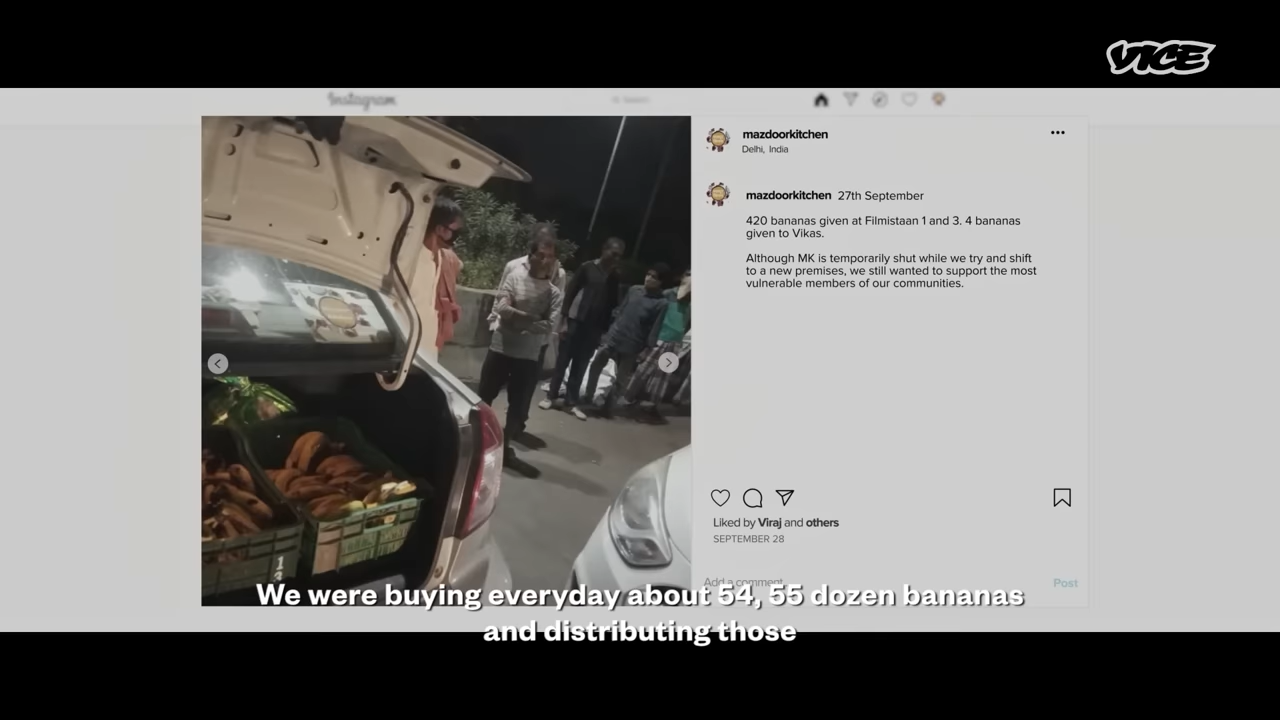 VICE
Instagram
mazdoorkitchen
Delhi, India
mazdoorkitchen 27th September
420 bananas given at Filmistaan 1 and 3. 4 bananas
given to Vikas.
Although MK is temporarily shut while we try and shift
to a new premises, we still wanted to support the most
vulnerable members of our communities.
Liked by Viraj and others
SEPTEMBER 28
Add a comment...
Post
We were buying everyday about 54, 55 dozen bananas
and distributing those